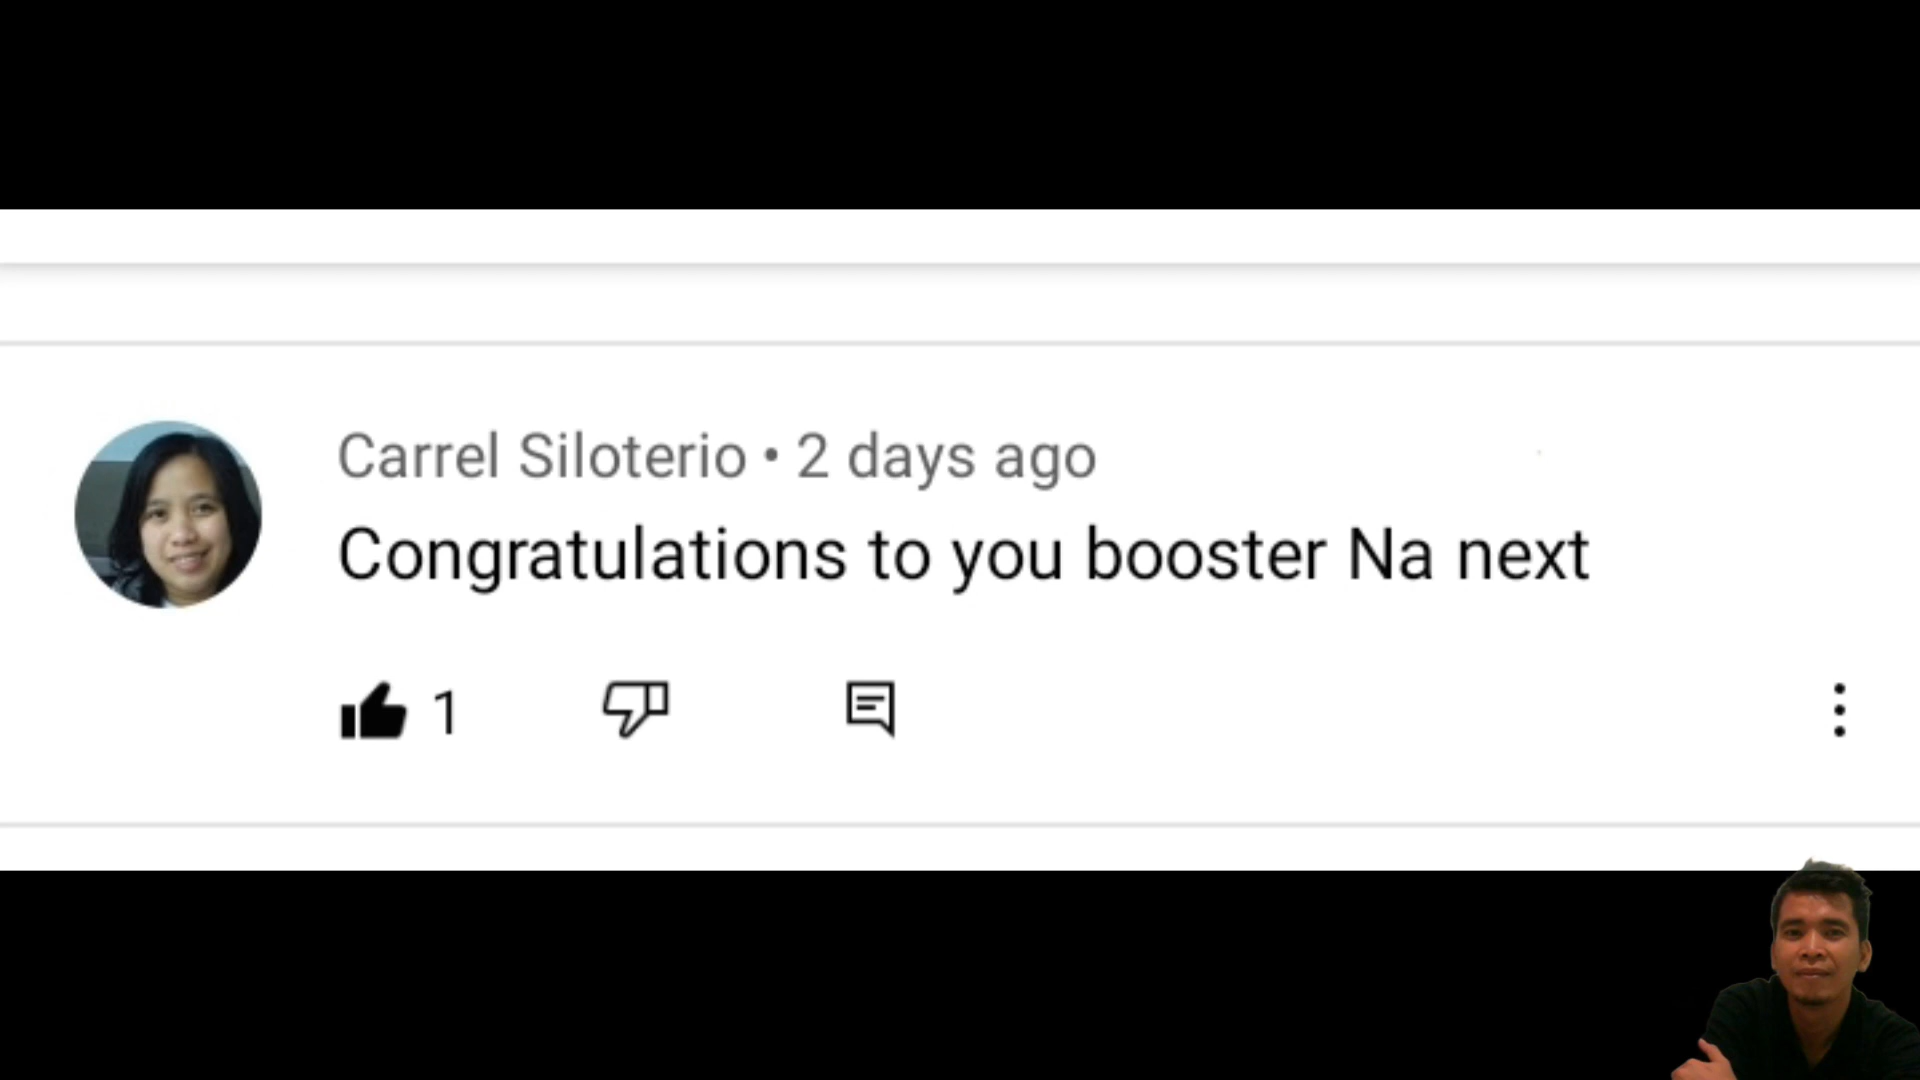 Carrel Siloterio • 2 days ago
Congratulations to you booster Na next
1